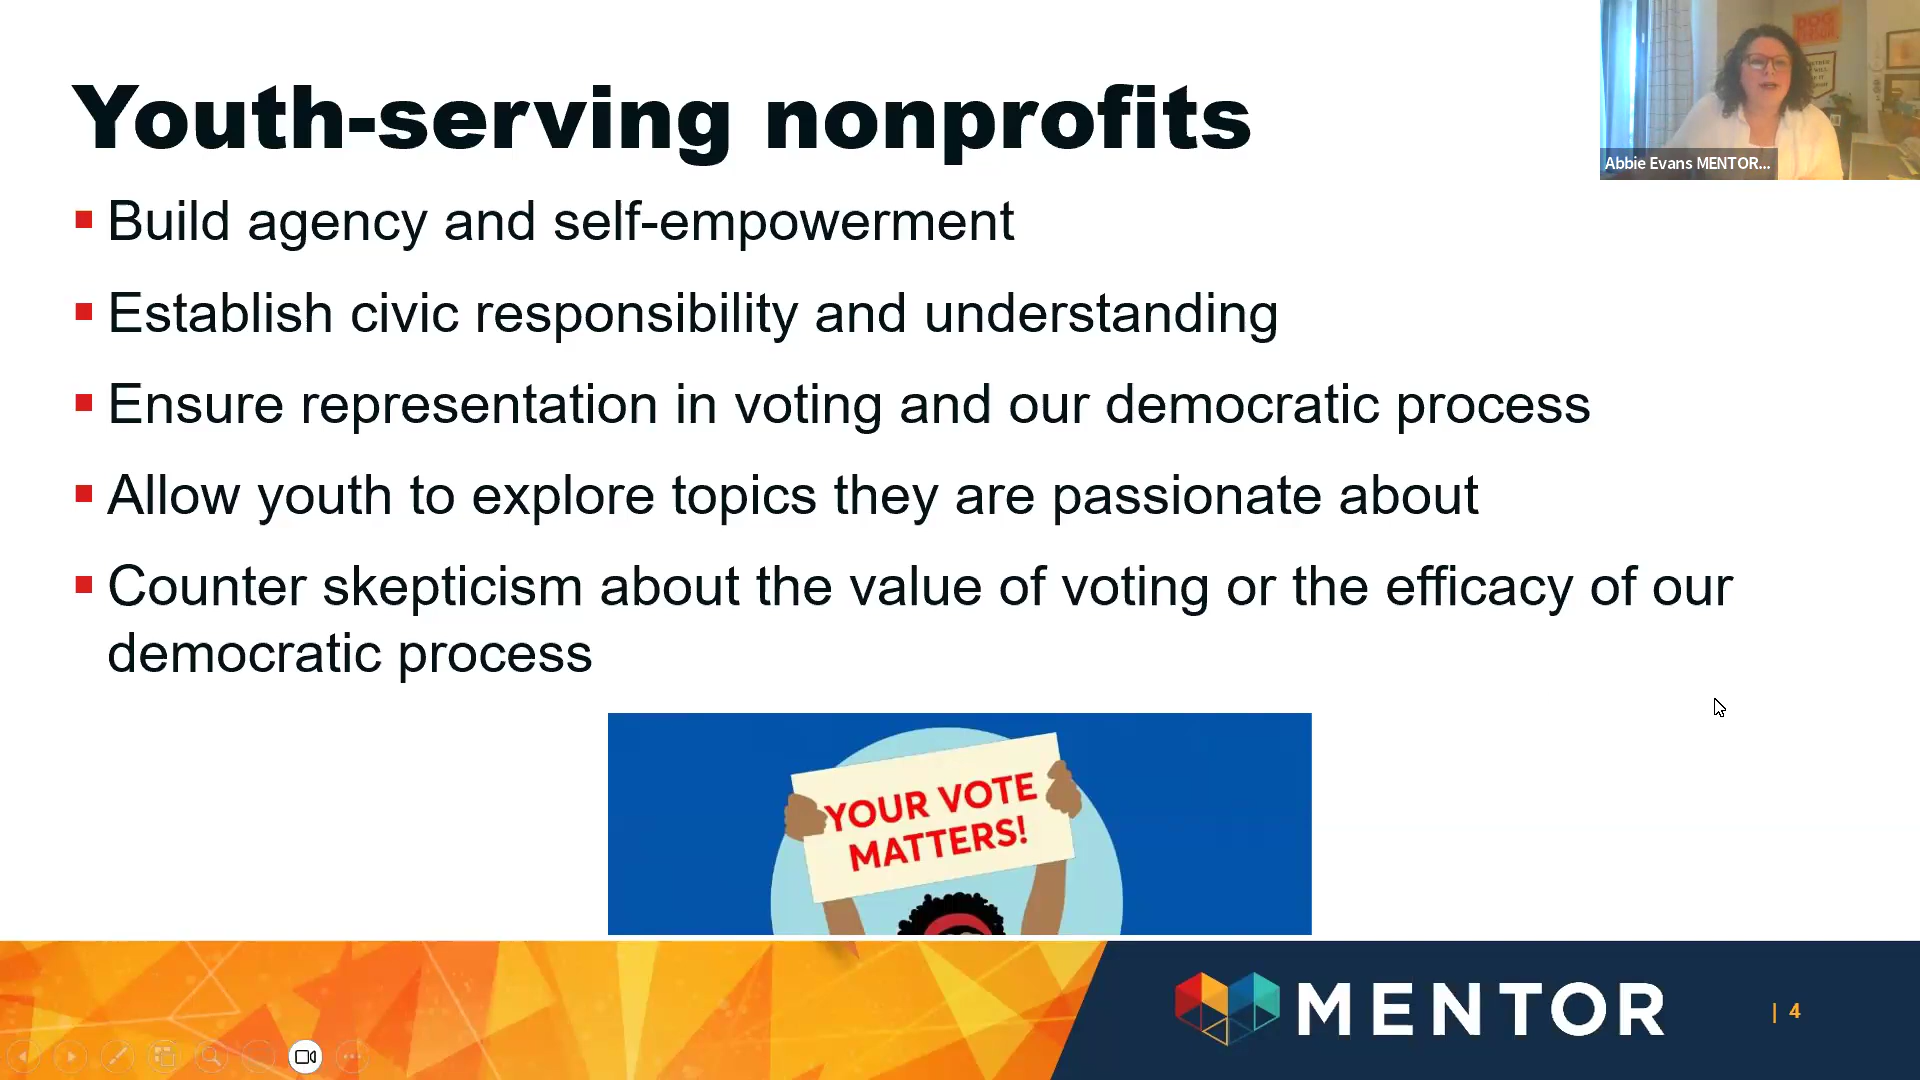 Youth-serving nonprofits
Build agency and self-empowerment
Establish civic responsibility and understanding
Ensure representation in voting and our democratic process
Allow youth to explore topics they are passionate about
Counter skepticism about the value of voting or the efficacy of our
democratic process
YOUR VOTE
MATTERS!
MENTOR
| 4
DOG
PERSON
Abbie Evans MENTOR...